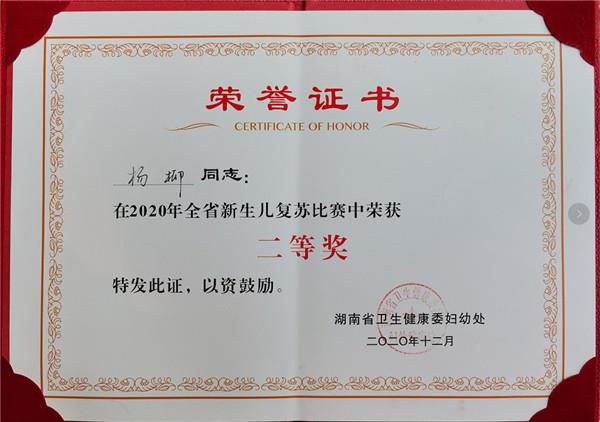 荣誉证书
CERTIFICATE OF HONOR
杨柳 同志：
在2020年全省新生儿复苏比赛中荣获
二等奖
特发此证，以资鼓励。
湖南省卫生健康委妇幼处
二〇二〇年十二月